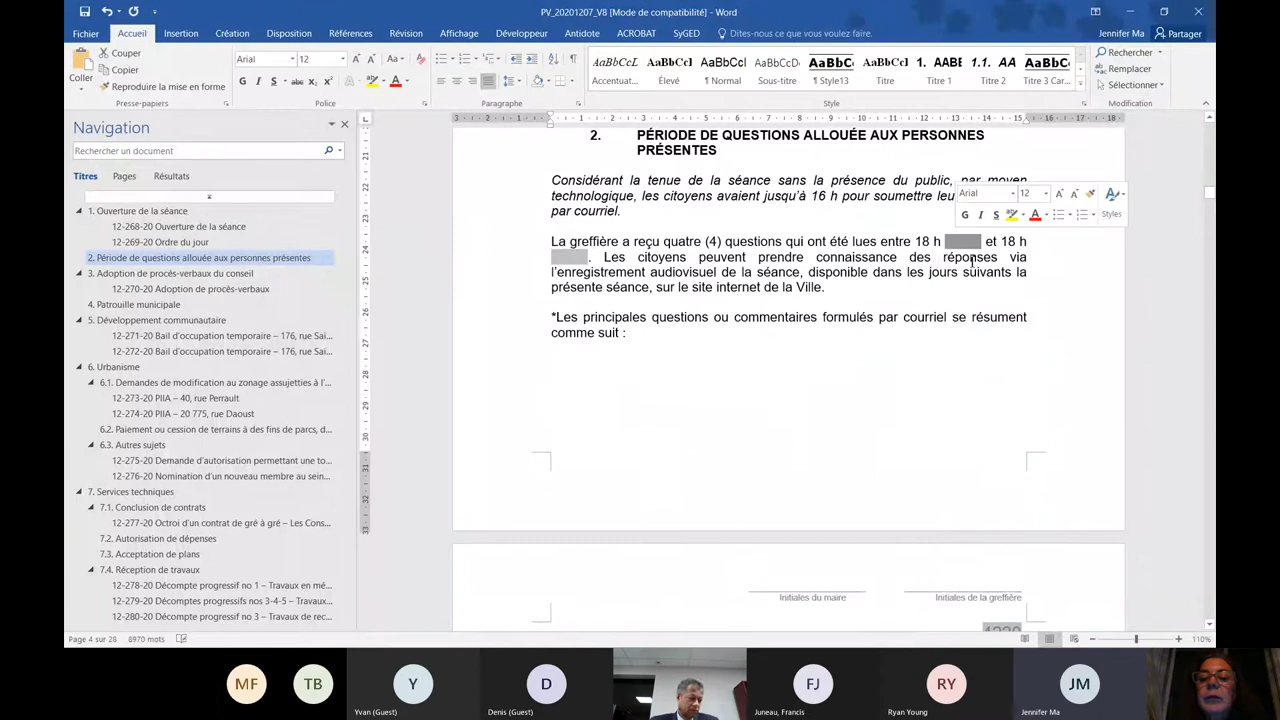 PV_20201207_V8 [Mode de compatibilité] - Word
Fichier Accueil Insertion Création Disposition Références Révision Affichage Développeur Antidote ACROBAT SyGED Dites-nous ce que vous voulez faire. Jennifer Ma Partager
Coller
Couper
Copier
Reproduire la mise en forme
Presse-papiers
Arial 12
Police
Paragraphe
AaBbCcL AaBbCcI AaBbCcI AaBbCcD AaBbCc AaBbCcI 1. AABE 1.1. AA AaBbC
Accentuat... Élevé ¶ Normal Sous-titre ¶ Style13 Titre Titre 1 Titre 2 Titre 3 Car...
Style
Rechercher
Remplacer
Sélectionner
Modification
Navigation
Rechercher un document
Titres Pages Résultats
1. Ouverture de la séance
12-268-20 Ouverture de la séance
12-269-20 Ordre du jour
2. Période de questions allouée aux personnes présentes
3. Adoption de procès-verbaux du conseil
12-270-20 Adoption de procès-verbaux
4. Patrouille municipale
5. Développement communautaire
12-271-20 Bail d'occupation temporaire – 176, rue Sai...
12-272-20 Bail d'occupation temporaire – 176, rue Sai...
6. Urbanisme
6.1. Demandes de modification au zonage assujetties à l'...
12-273-20 PIIA – 40, rue Perrault
12-274-20 PIIA – 20 775, rue Daoust
6.2. Paiement ou cession de terrains à des fins de parcs, d...
6.3. Autres sujets
12-275-20 Demande d'autorisation permettant une to...
12-276-20 Nomination d'un nouveau membre au sein...
7. Services techniques
7.1. Conclusion de contrats
12-277-20 Octroi d'un contrat de gré à gré – Les Cons...
7.2. Autorisation de dépenses
7.3. Acceptation de plans
7.4. Réception de travaux
12-278-20 Décompte progressif no 1 – Travaux en mé...
12-279-20 Décomptes progressifs nos 3-4-5 – Travaux...
12-280-20 Décompte progressif no 3 – Travaux de rec...
2. PÉRIODE DE QUESTIONS ALLOUÉE AUX PERSONNES
PRÉSENTES
Considérant la tenue de la séance sans la présence du public, par moyen
technologique, les citoyens avaient jusqu'à 16 h pour soumettre leu
par courriel.
Arial 12
Styles
La greffière a reçu quatre (4) questions qui ont été lues entre 18 h et 18 h
. Les citoyens peuvent prendre connaissance des réponses via
l'enregistrement audiovisuel de la séance, disponible dans les jours suivants la
présente séance, sur le site internet de la Ville.
*Les principales questions ou commentaires formulés par courriel se résument
comme suit :
Initiales du maire Initiales de la greffière
Page 4 sur 28 8970 mots 110%
MF TB Y D FJ RY JM
Yvan (Guest) Denis (Guest) Juneau, Francis Ryan Young Jennifer Ma